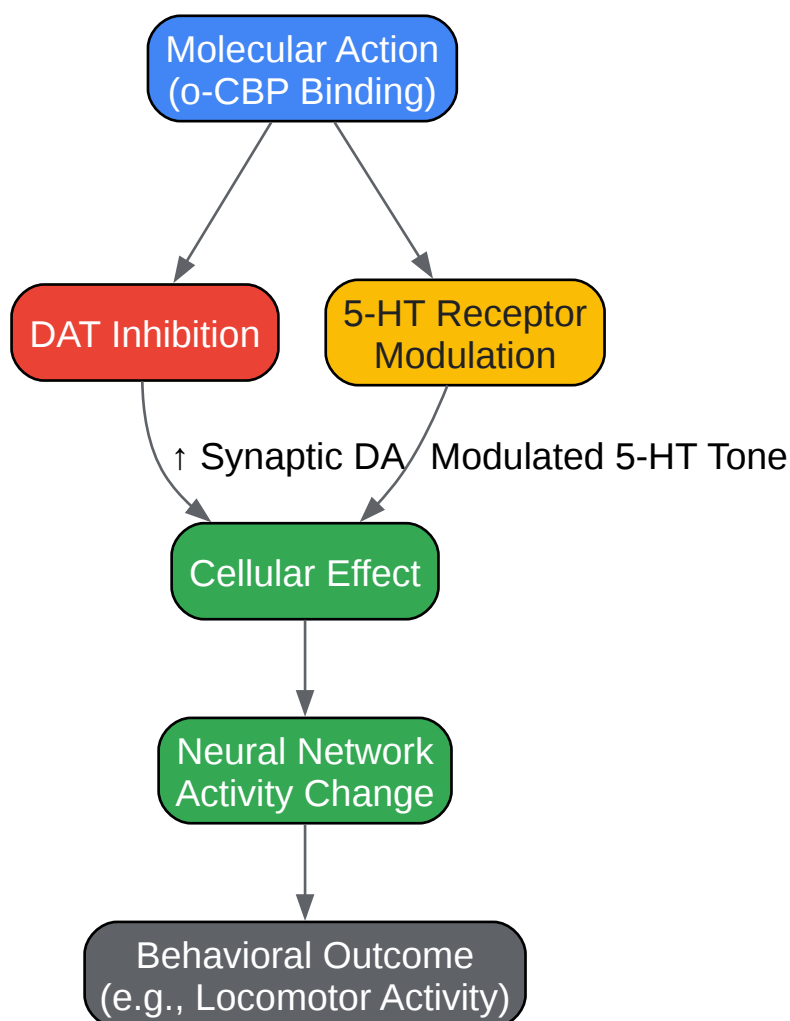 Molecular Action
(o-CBP Binding)
DAT Inhibition
5-HT Receptor
Modulation
↑ Synaptic DA
Modulated 5-HT Tone
Cellular Effect
Neural Network
Activity Change
Behavioral Outcome
(e.g., Locomotor Activity)